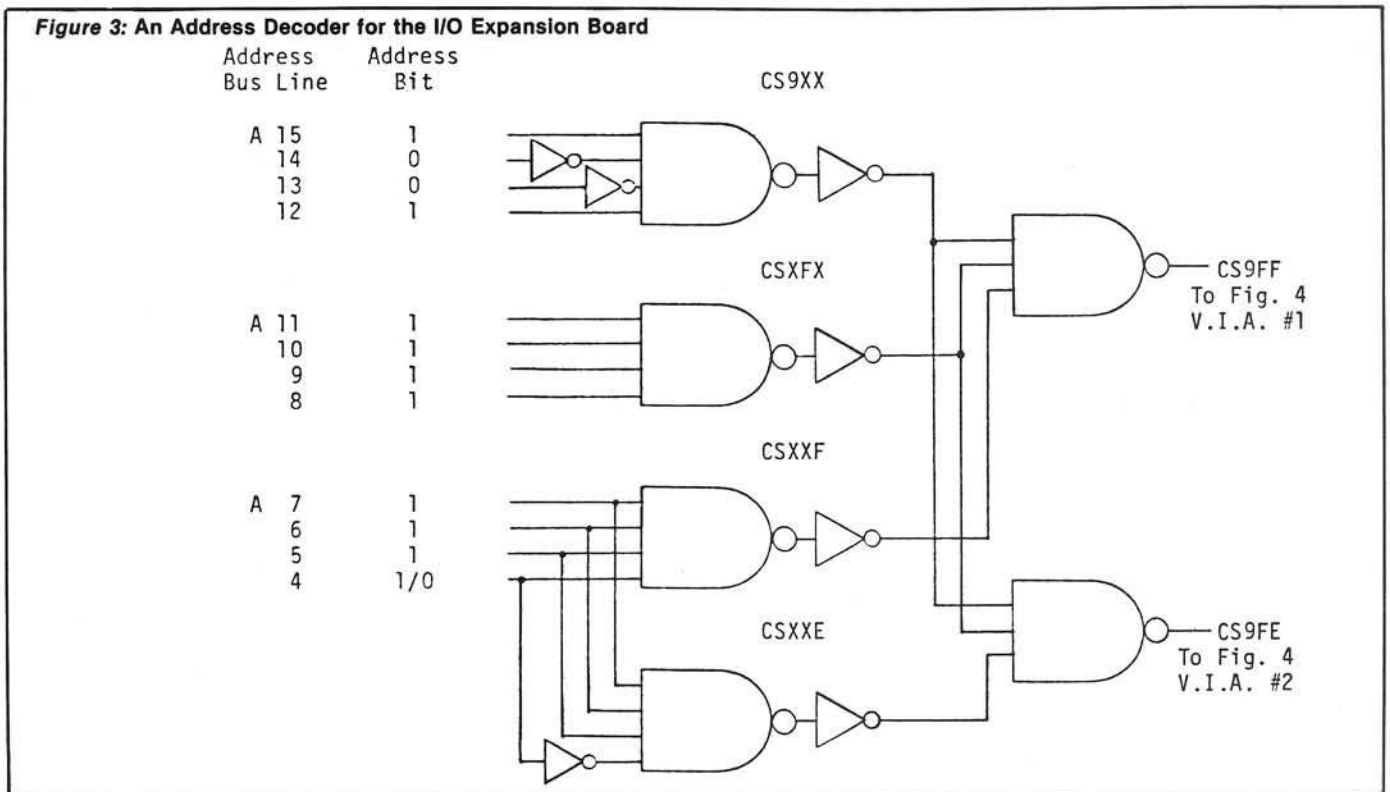 Figure 3: An Address Decoder for the I/O Expansion Board
Address Address
Bus Line Bit
CS9XX
A 15 1
14 0
13 0
12 1
CSXFX
A 11 1
10 1
9 1
8 1
CSXXF
A 7 1
6 1
5 1
4 1/0
CSXXE
CS9FF
To Fig. 4
V.I.A. #1
CS9FE
To Fig. 4
V.I.A. #2